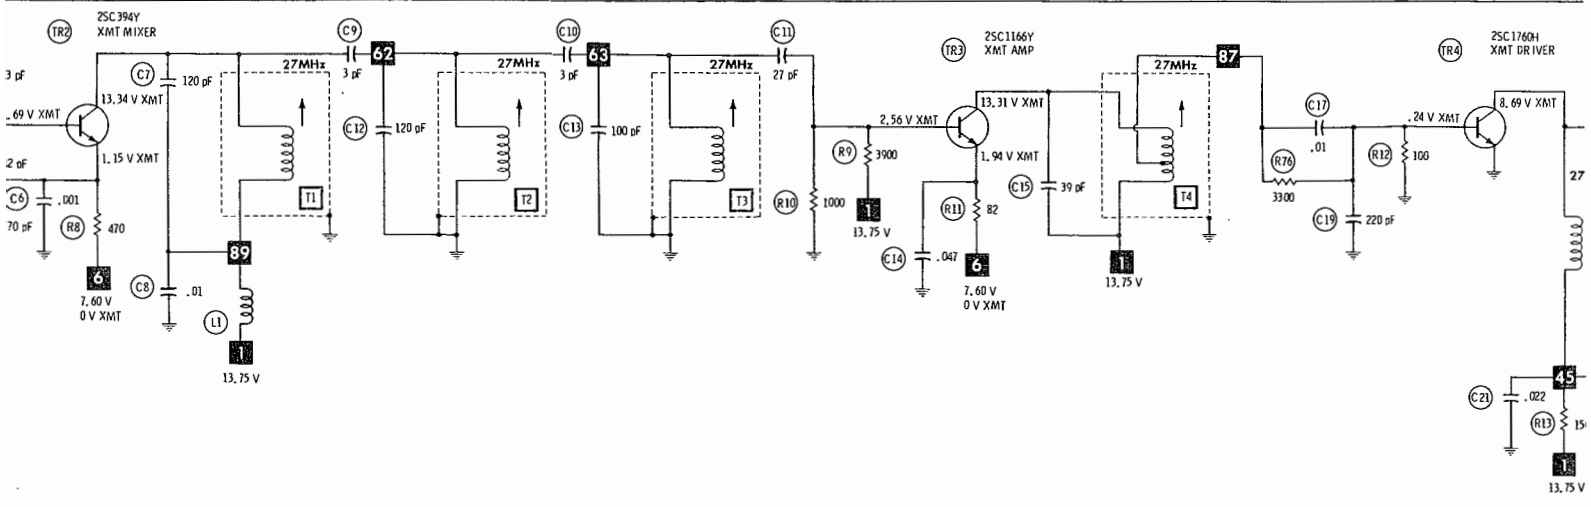 TR2
2SC394Y
XMT MIXER
3 pF
.69 V XMT
13.34 V XMT
1.15 V XMT
2 pF
C6
.001
70 pF
R8
470
6
7.60 V
0 V XMT
C7
120 pF
27MHz
T1
89
C8
.01
L1
1
13.75 V
C9
3 pF
62
C12
120 pF
27MHz
T2
C10
3 pF
63
C13
100 pF
27MHz
T3
C11
27 pF
R9
3900
R10
1000
1
13.75 V
TR3
2SC1166Y
XMT AMP
2.56 V XMT
13.31 V XMT
1.94 V XMT
C14
.047
R11
82
6
7.60 V
0 V XMT
C15
39 pF
27MHz
T4
1
13.75 V
87
C17
.01
R76
3300
C19
220 pF
R12
100
TR4
2SC1760H
XMT DRIVER
.24 V XMT
8.69 V XMT
27
45
C21
.022
R13
15
1
13.75 V